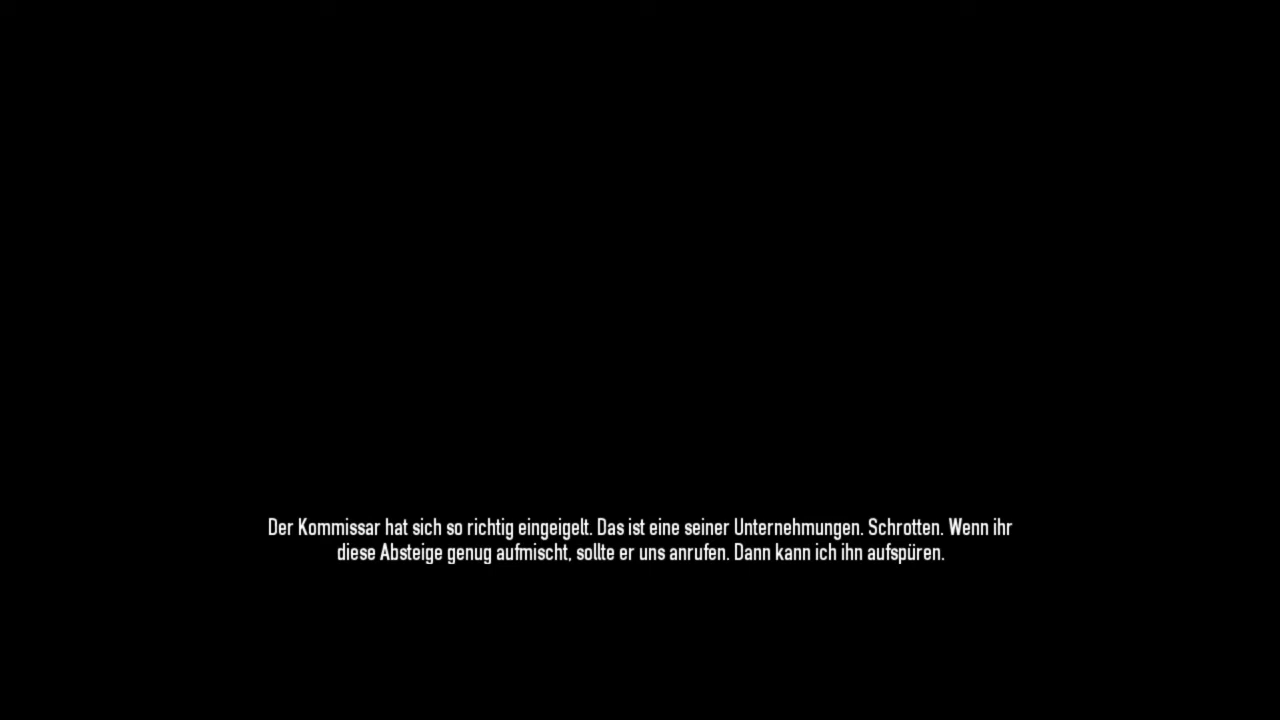 Der Kommissar hat sich so richtig eingeigelt. Das ist eine seiner Unternehmungen. Schrotten. Wenn ihr
diese Absteige genug aufmischt, sollte er uns anrufen. Dann kann ich ihn aufspüren.